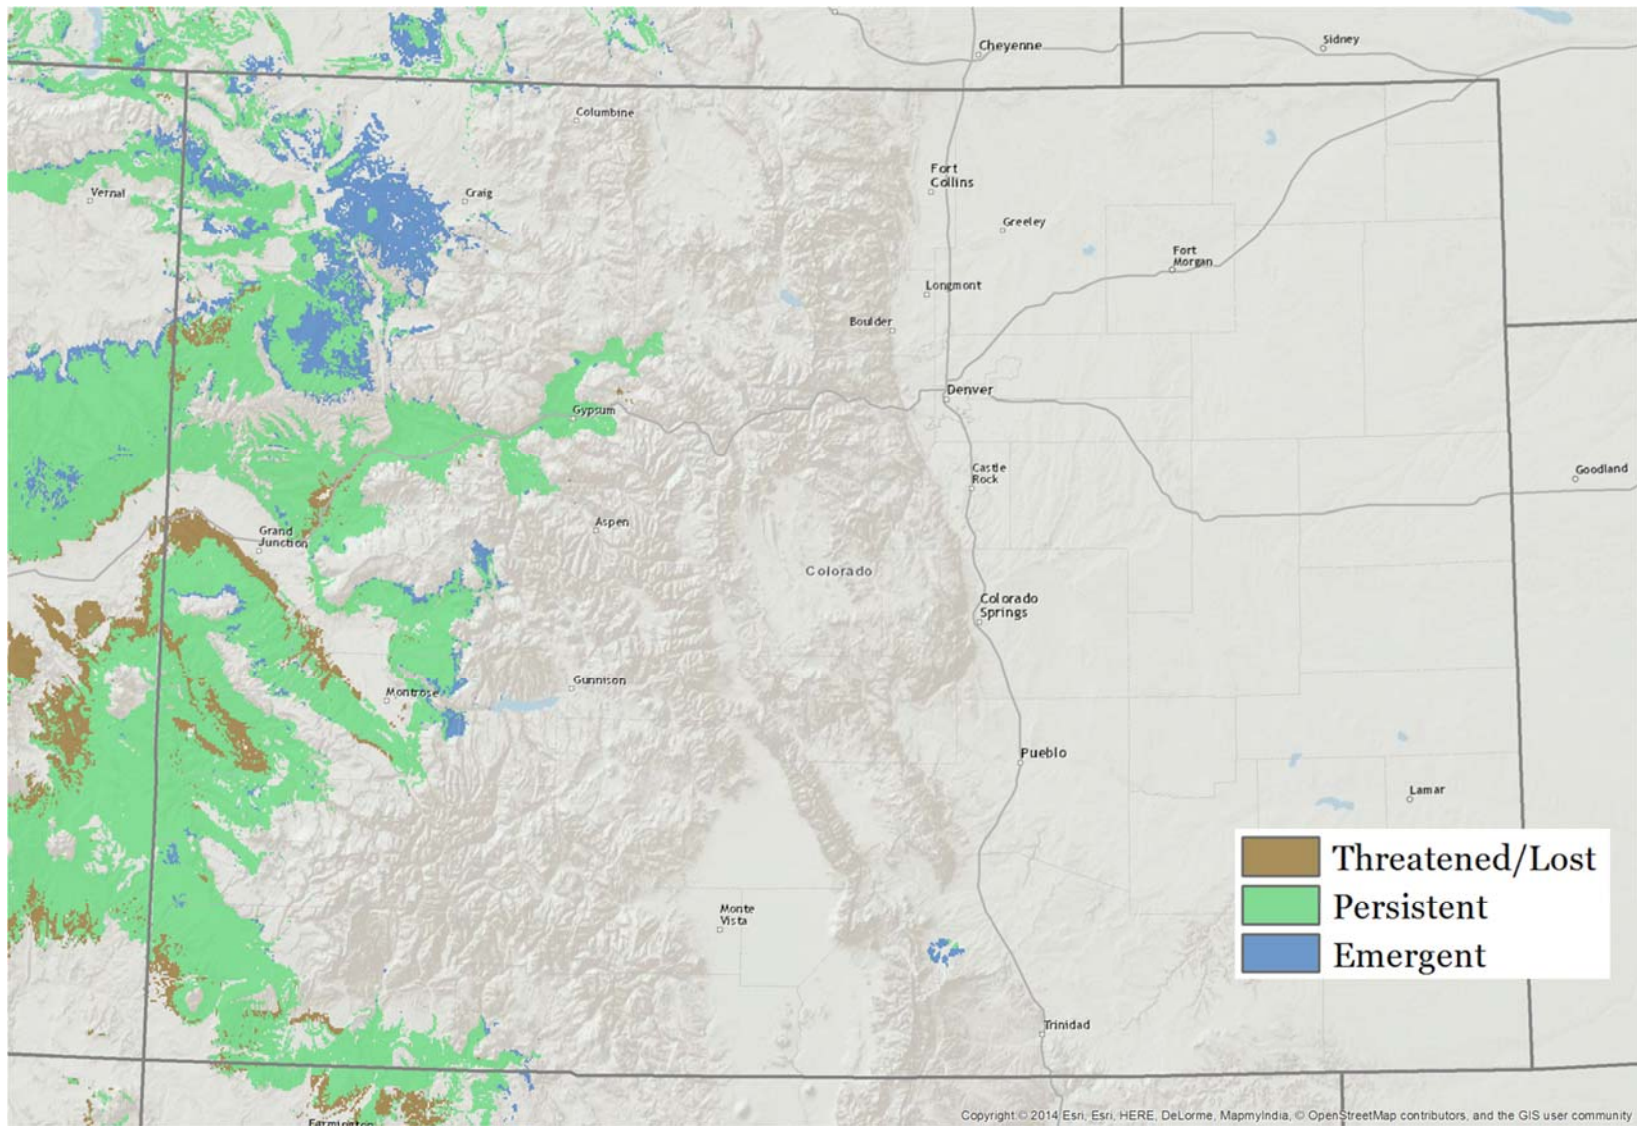 Cheyenne
Sidney
Columbine
Fort
Collins
Vernal
Craig
Greeley
Fort
Morgan
Longmont
Boulder
Denver
Gypsum
Castle
Rock
Goodland
Aspen
Grand
Junction
Colorado
Colorado
Springs
Gunnison
Montrose
Pueblo
Lamar
Threatened/Lost
Persistent
Emergent
Monte
Vista
Trinidad
Farmington
Copyright:© 2014 Esri, Esri, HERE, DeLorme, MapmyIndia, © OpenStreetMap contributors, and the GIS user community